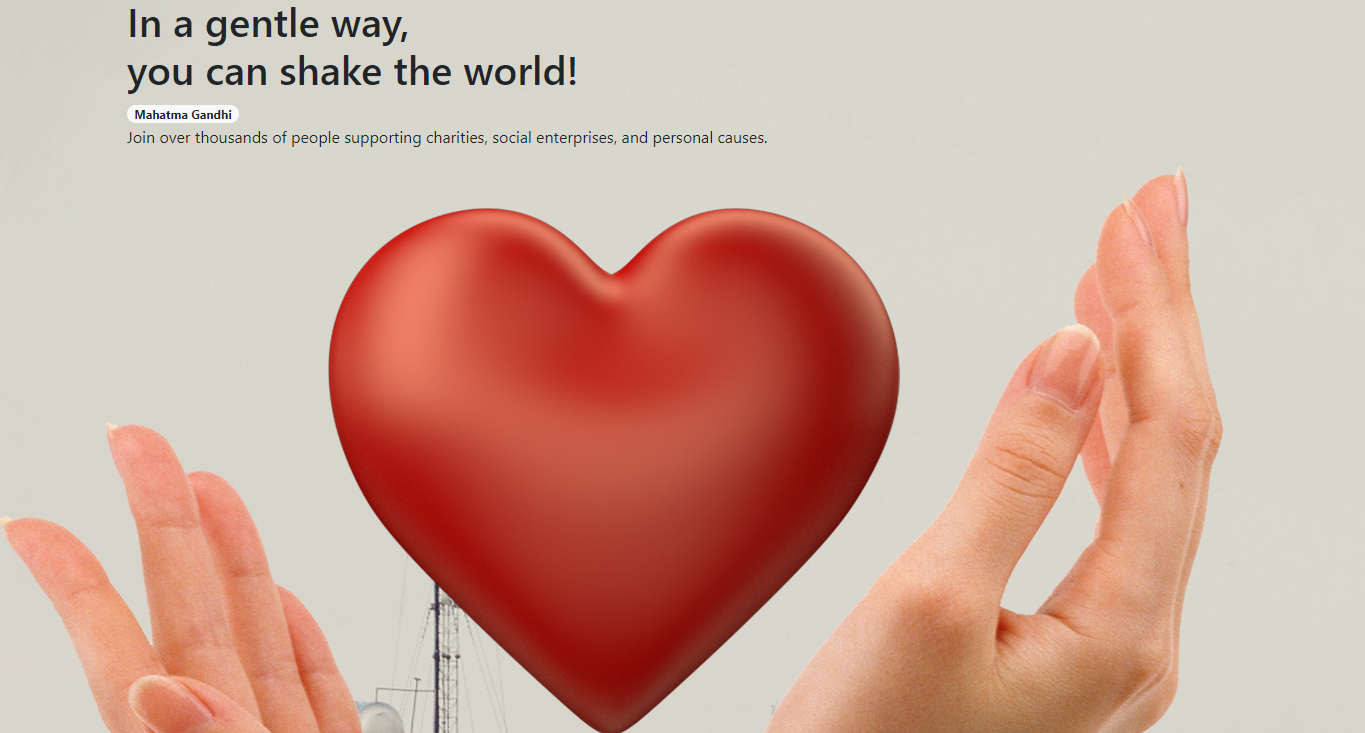 In a gentle way,
you can shake the world!
Mahatma Gandhi
Join over thousands of people supporting charities, social enterprises, and personal causes.